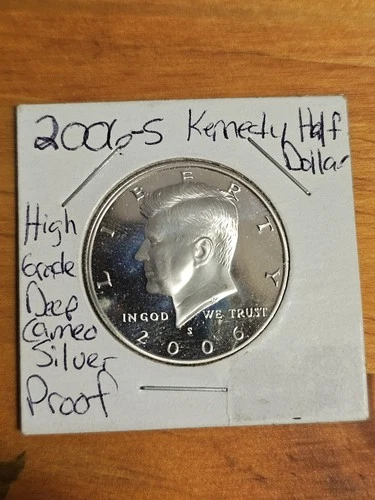 2006-S Kennedy Half
Dollar
High
Grade
Deep
Cameo
Silver
Proof
LIBERTY
IN GOD WE TRUST
S
2006